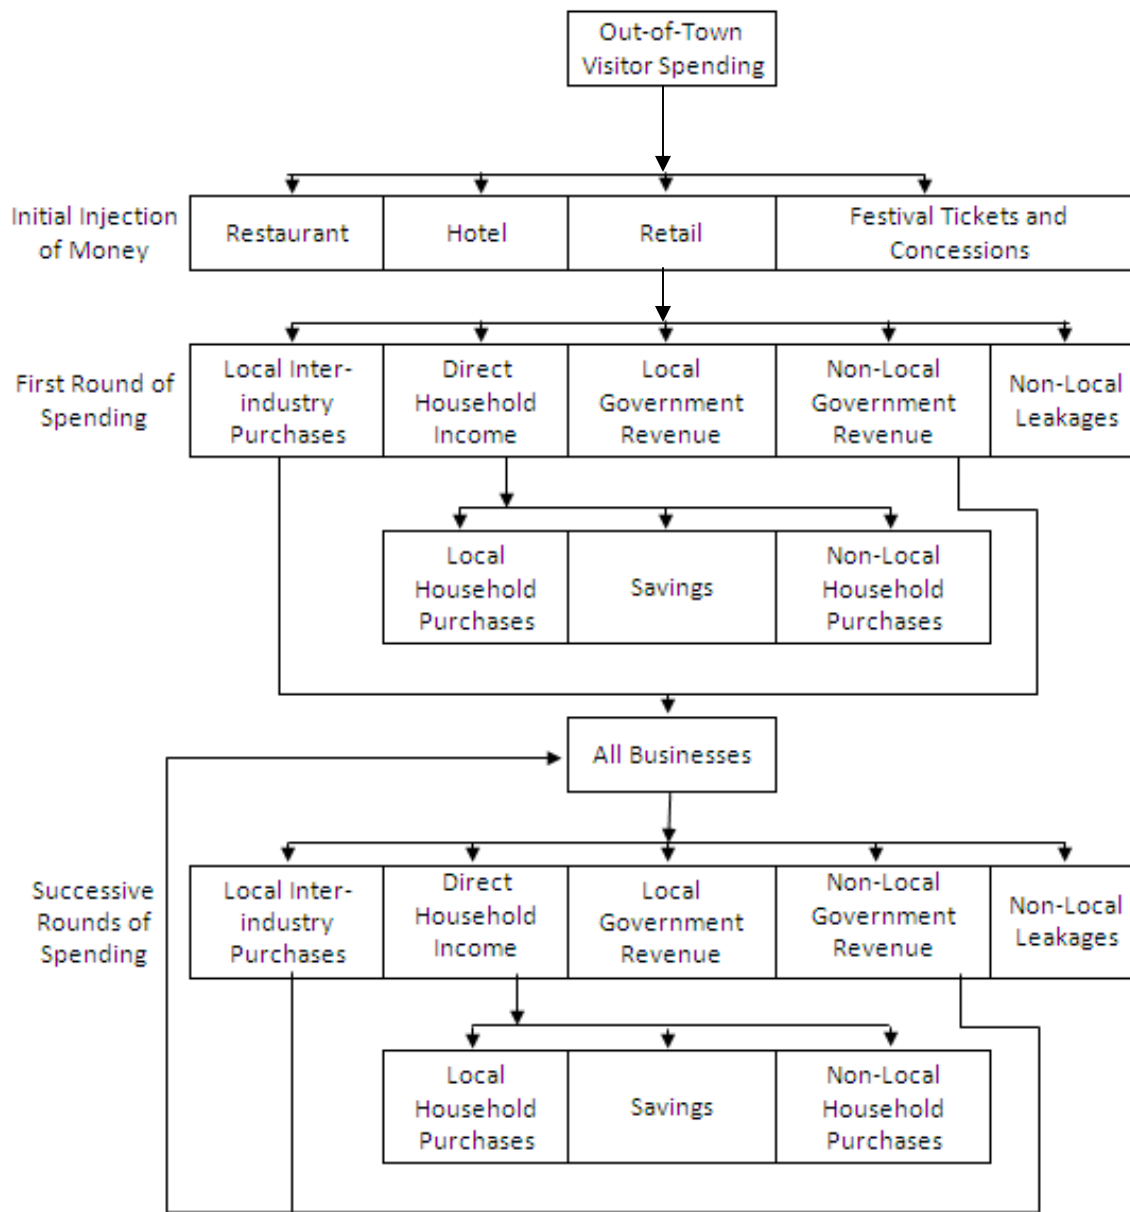 Out-of-Town
Visitor Spending
Initial Injection
of Money
Restaurant
Hotel
Retail
Festival Tickets and
Concessions
First Round of
Spending
Local Inter-
industry
Purchases
Direct
Household
Income
Local
Government
Revenue
Non-Local
Government
Revenue
Non-Local
Leakages
Local
Household
Purchases
Savings
Non-Local
Household
Purchases
All Businesses
Successive
Rounds of
Spending
Local Inter-
industry
Purchases
Direct
Household
Income
Local
Government
Revenue
Non-Local
Government
Revenue
Non-Local
Leakages
Local
Household
Purchases
Savings
Non-Local
Household
Purchases